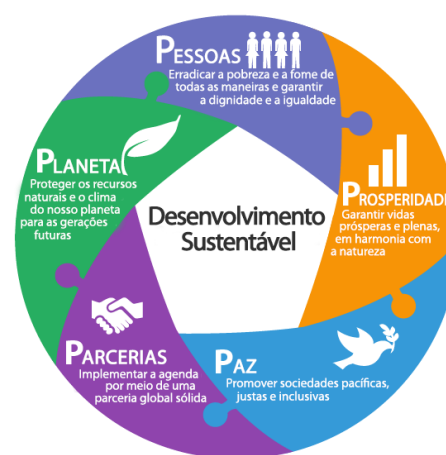 PESSOAS
Erradicar a pobreza e a fome de
todas as maneiras e garantir
a dignidade e a igualdade
PLANETA
Proteger os recursos
naturais e o clima
do nosso planeta
para as gerações
futuras
PROSPERIDADE
Garantir vidas
prósperas e plenas,
em harmonia com
a natureza
Desenvolvimento
Sustentável
PARCERIAS
Implementar a agenda
por meio de uma
parceria global sólida
PAZ
Promover sociedades pacíficas,
justas e inclusivas